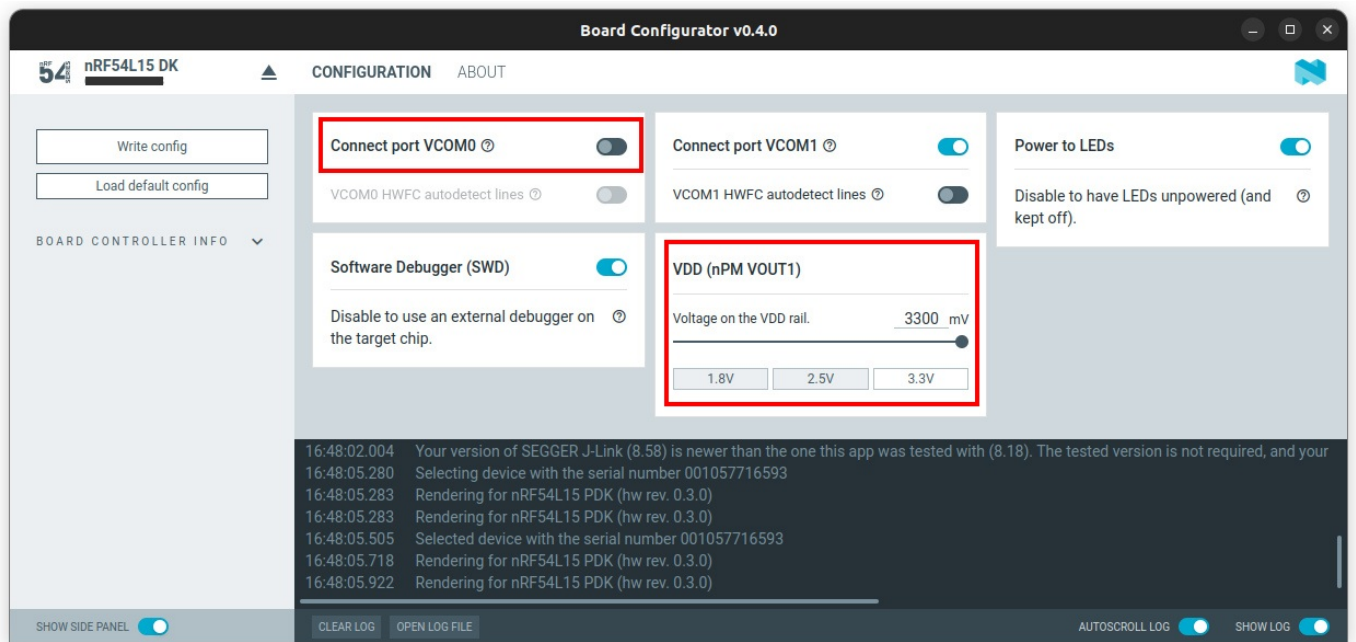 Board Configurator v0.4.0
nRF
54
SERIES
nRF54L15 DK
CONFIGURATION
ABOUT
Write config
Load default config
BOARD CONTROLLER INFO
Connect port VCOM0
VCOM0 HWFC autodetect lines
Connect port VCOM1
VCOM1 HWFC autodetect lines
Power to LEDs
Disable to have LEDs unpowered (and
kept off).
Software Debugger (SWD)
Disable to use an external debugger on
the target chip.
VDD (nPM VOUT1)
Voltage on the VDD rail. 3300 mV
1.8V 2.5V 3.3V
16:48:02.004 Your version of SEGGER J-Link (8.58) is newer than the one this app was tested with (8.18). The tested version is not required, and your
16:48:05.280 Selecting device with the serial number 001057716593
16:48:05.283 Rendering for nRF54L15 PDK (hw rev. 0.3.0)
16:48:05.283 Rendering for nRF54L15 PDK (hw rev. 0.3.0)
16:48:05.505 Selected device with the serial number 001057716593
16:48:05.718 Rendering for nRF54L15 PDK (hw rev. 0.3.0)
16:48:05.922 Rendering for nRF54L15 PDK (hw rev. 0.3.0)
SHOW SIDE PANEL
CLEAR LOG
OPEN LOG FILE
AUTOSCROLL LOG
SHOW LOG